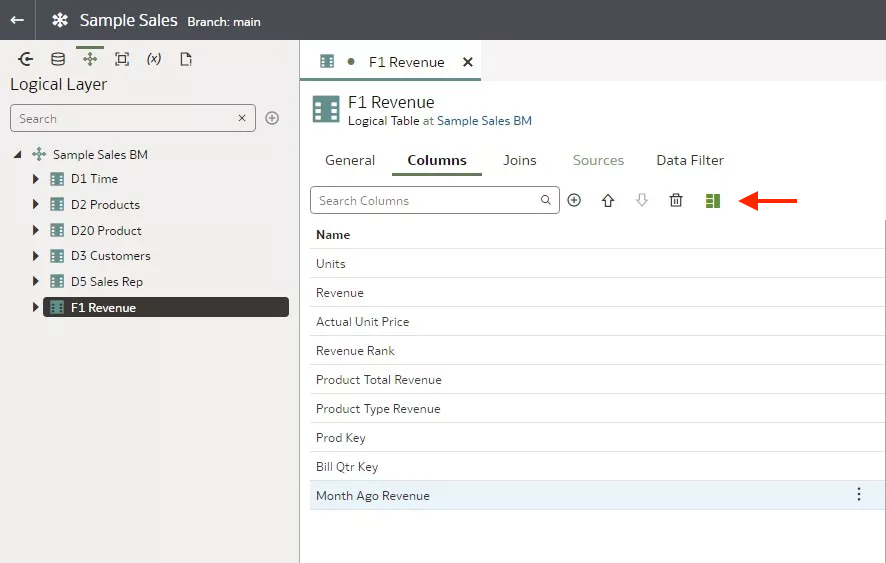 Sample Sales Branch: main
(x)
Logical Layer
Search
Sample Sales BM
D1 Time
D2 Products
D20 Product
D3 Customers
D5 Sales Rep
F1 Revenue
F1 Revenue
F1 Revenue
Logical Table at Sample Sales BM
General Columns Joins Sources Data Filter
Search Columns
Name
Units
Revenue
Actual Unit Price
Revenue Rank
Product Total Revenue
Product Type Revenue
Prod Key
Bill Qtr Key
Month Ago Revenue